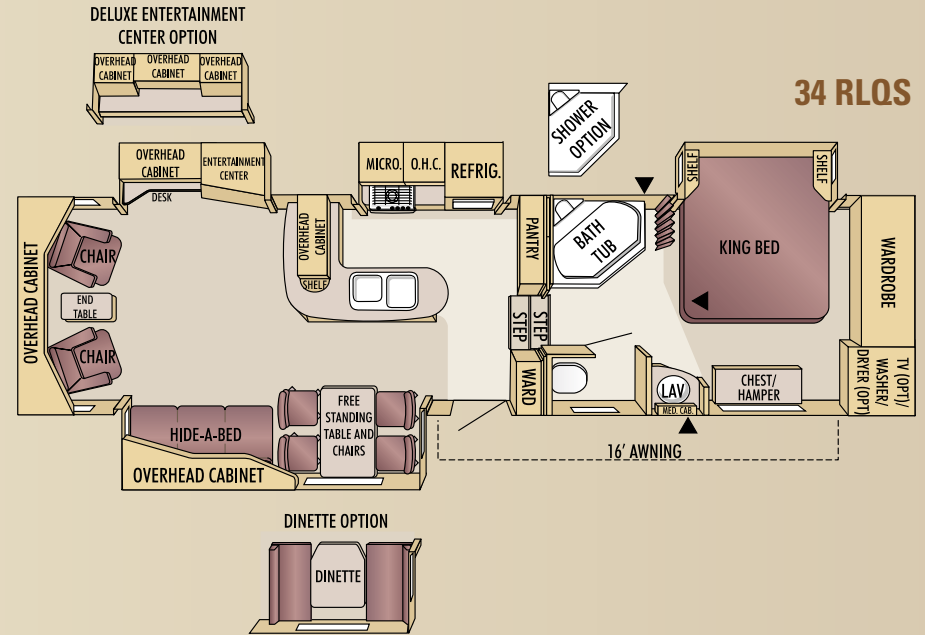 DELUXE ENTERTAINMENT
CENTER OPTION
OVERHEAD
CABINET
OVERHEAD
CABINET
OVERHEAD
CABINET
34 RLQS
SHOWER
OPTION
OVERHEAD
CABINET
ENTERTAINMENT
CENTER
DESK
MICRO.
O.H.C.
REFRIG.
SHELF
SHELF
OVERHEAD CABINET
CHAIR
END
TABLE
CHAIR
OVERHEAD
CABINET
SHELF
PANTRY
BATH
TUB
KING BED
WARDROBE
STEP
STEP
WARD
LAV
MED. CAB.
CHEST/
HAMPER
TV (OPT)/
WASHER/
DRYER (OPT)
HIDE-A-BED
FREE
STANDING
TABLE AND
CHAIRS
OVERHEAD CABINET
16' AWNING
DINETTE OPTION
DINETTE